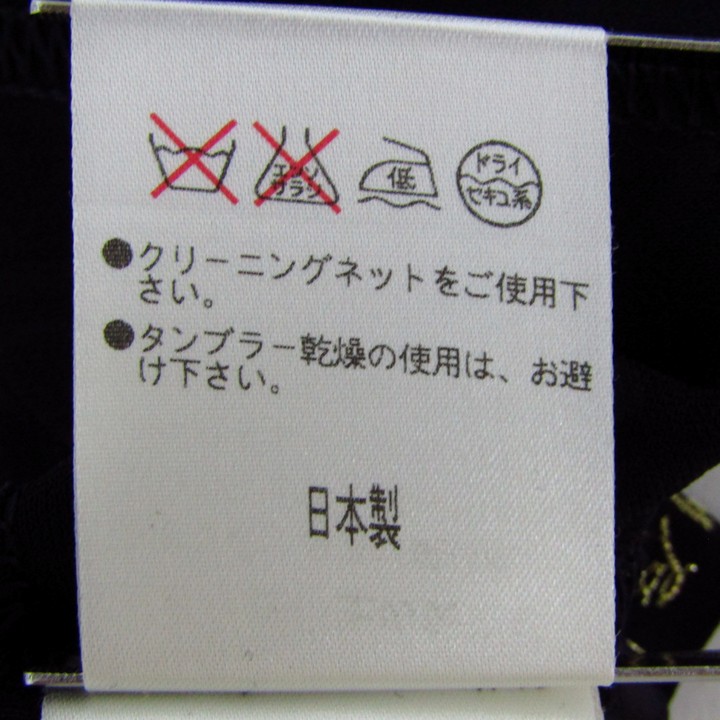 エンソ
サラシ
低
ドライ
セキユ系
●クリーニングネットをご使用下
さい。
●タンブラー乾燥の使用は、お避
け下さい。
日本製